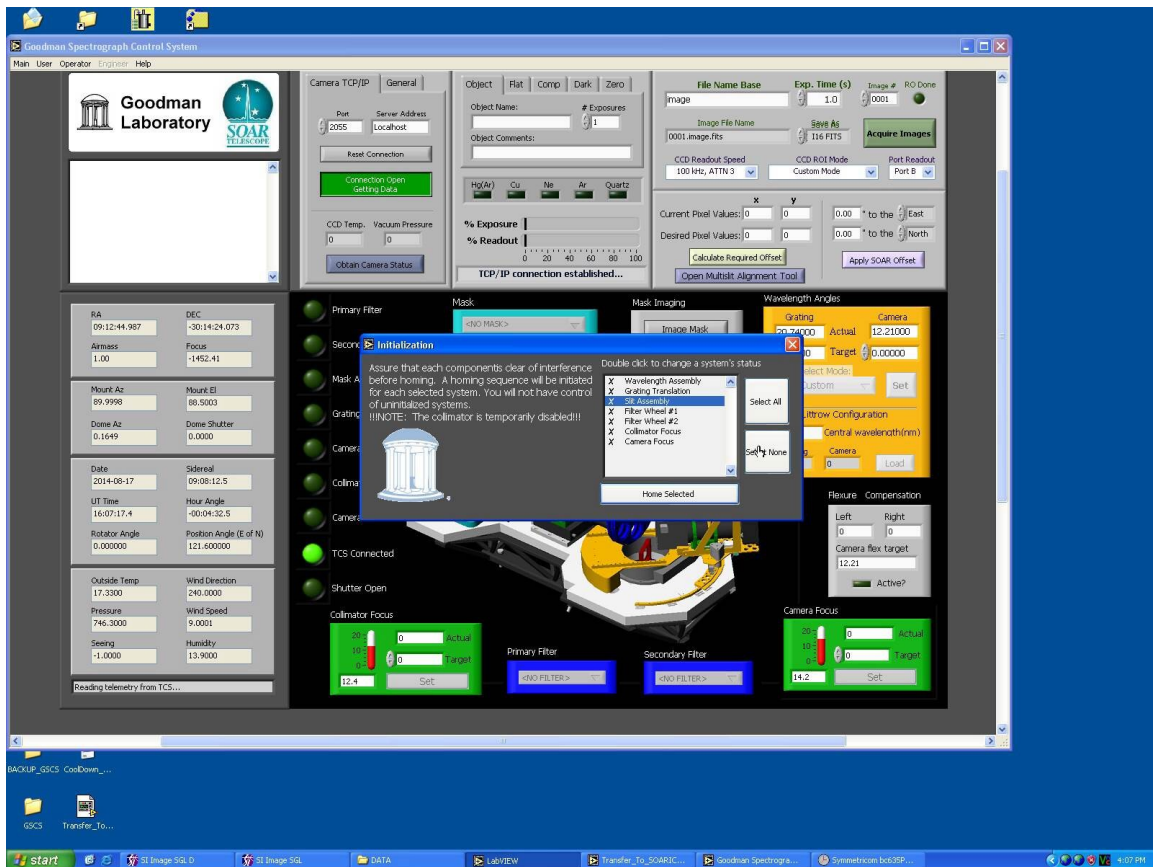 Goodman Spectrograph Control System
Main User Operator Engineer Help
Goodman
Laboratory
SOAR
TELESCOPE
Camera TCP/IP General
Port Server Address
2055 Localhost
Reset Connection
Connection Open
Getting Data
CCD Temp. Vacuum Pressure
0 0
Obtain Camera Status
Object Flat Comp Dark Zero
Object Name: # Exposures
1
Object Comments:
Hg(Ar) Cu Ne Ar Quartz
% Exposure
% Readout
0 20 40 60 80 100
TCP/IP connection established...
File Name Base Exp. Time (s) Image # RO Done
image 1.0 0001
Image File Name Save As
0001.image.fits I16 FITS Acquire Images
CCD Readout Speed CCD ROI Mode Port Readout
100 kHz, ATTN 3 Custom Mode Port B
x y
Current Pixel Values: 0 0 0.00 " to the East
Desired Pixel Values: 0 0 0.00 " to the North
Calculate Required Offset Apply SOAR Offset
Open Multislit Alignment Tool
RA DEC
09:12:44.987 -30:14:24.073
Airmass Focus
1.00 -1452.41
Mount Az Mount El
89.9998 88.5003
Dome Az Dome Shutter
0.1649 0.0000
Date Sidereal
2014-08-17 09:08:12.5
UT Time Hour Angle
16:07:17.4 -00:04:32.5
Rotator Angle Position Angle (E of N)
0.000000 121.600000
Outside Temp Wind Direction
17.3300 240.0000
Pressure Wind Speed
746.3000 9.0001
Seeing Humidity
-1.0000 13.9000
Reading telemetry from TCS...
Primary Filter
Mask
<NO MASK>
Mask Imaging
Image Mask
Wavelength Angles
Grating Camera
20.74000 Actual 12.21000
Target 0.00000
Select Mode:
Custom Set
Littrow Configuration
Central wavelength(nm)
Camera
0 Load
Initialization
Assure that each componentis clear of interference
before homing. A homing sequence will be initiated
for each selected system. You will not have control
of uninitialized systems.
!!!NOTE: The collimator is temporarily disabled!!!
Double click to change a system's status
X Wavelength Assembly
X Grating Translation
X Slit Assembly
X Filter Wheel #1
X Filter Wheel #2
X Collimator Focus
X Camera Focus
Select All
None
Home Selected
TCS Connected
Shutter Open
Flexure Compensation
Left Right
0 0
Camera flex target
12.21
Active?
Collimator Focus
20 10 0
0 Actual
0 Target
12.4 Set
Primary Filter
<NO FILTER>
Secondary Filter
<NO FILTER>
Camera Focus
20 10 0
0 Actual
0 Target
14.2 Set
BACKUP_GSCS CoolDown_...
GSCS Transfer_To...
start SI Image SGL D SI Image SGL DATA LabVIEW Transfer_To_SOARIC... Goodman Spectrogra... Symmetricom bc635P... 4:07 PM